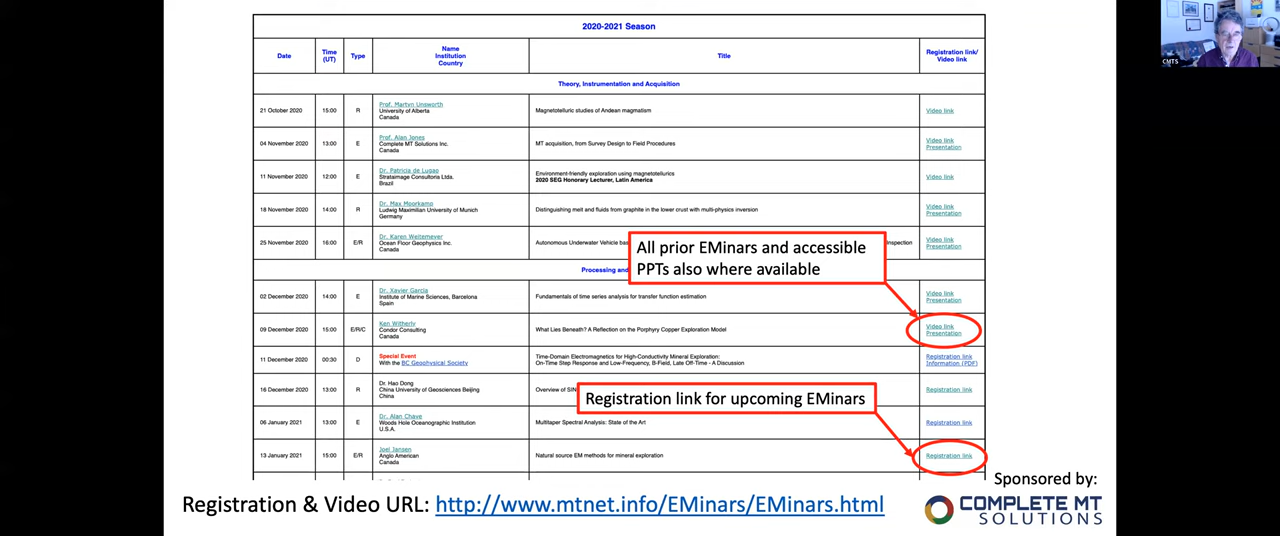 2020-2021 Season
Date
Time
(UT)
Type
Name
Institution
Country
Title
Registration link/
Video link
Theory, Instrumentation and Acquisition
21 October 2020
15:00
R
Prof. Martyn Unsworth
University of Alberta
Canada
Magnetotelluric studies of Andean magmatism
Video link
04 November 2020
13:00
E
Prof. Alan Jones
Complete MT Solutions Inc.
Canada
MT acquisition, from Survey Design to Field Procedures
Video link
Presentation
11 November 2020
12:00
E
Dr. Patricia de Lugao
Strataimage Consultoria Ltda.
Brazil
Environment-friendly exploration using magnetotellurics
2020 SEG Honorary Lecturer, Latin America
Video link
18 November 2020
14:00
R
Dr. Max Moorkamp
Ludwig Maximilian University of Munich
Germany
Distinguishing melt and fluids from graphite in the lower crust with multi-physics inversion
Video link
Presentation
25 November 2020
16:00
E/R
Dr. Karen Weitemeyer
Ocean Floor Geophysics Inc.
Canada
Autonomous Underwater Vehicle bas
nspection
Video link
Presentation
All prior EMinars and accessible
PPTs also where available
Processing and
02 December 2020
14:00
E
Dr. Xavier Garcia
Institute of Marine Sciences, Barcelona
Spain
Fundamentals of time series analysis for transfer function estimation
Video link
Presentation
09 December 2020
15:00
E/R/C
Ken Witherly
Condor Consulting
Canada
What Lies Beneath? A Reflection on the Porphyry Copper Exploration Model
Video link
Presentation
11 December 2020
00:30
D
Special Event
With the BC Geophysical Society
Time-Domain Electromagnetics for High-Conductivity Mineral Exploration:
On-Time Step Response and Low-Frequency, B-Field, Late Off-Time - A Discussion
Registration link
Information (PDF)
16 December 2020
13:00
R
Dr. Hao Dong
China University of Geosciences Beijing
China
Overview of SIN
Registration link
Registration link for upcoming EMinars
06 January 2021
13:00
E
Dr. Alan Chave
Woods Hole Oceanographic Institution
U.S.A.
Multitaper Spectral Analysis: State of the Art
Registration link
13 January 2021
15:00
E/R
Joel Jansen
Anglo American
Canada
Natural source EM methods for mineral exploration
Registration link
Registration & Video URL: http://www.mtnet.info/EMinars/EMinars.html
Sponsored by:
COMPLETE MT
SOLUTIONS
CMTS